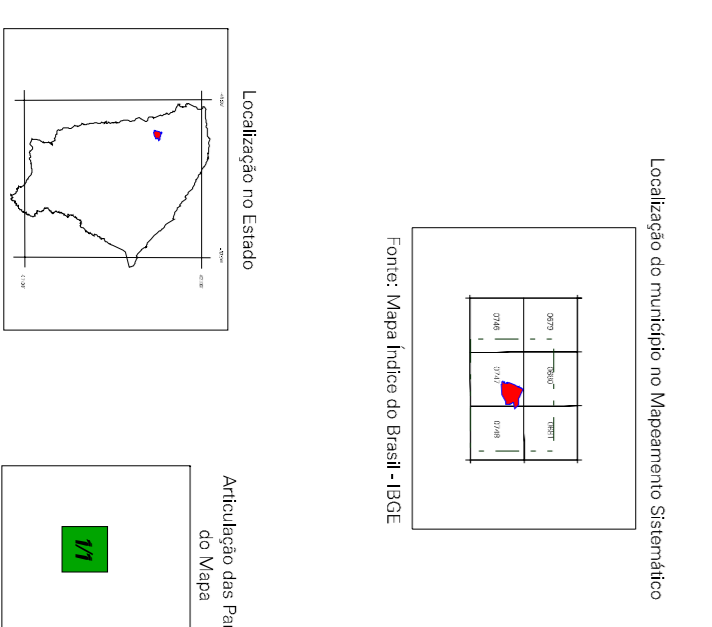 Localização do município no Mapeamento Sistemático
0679
0680
0681
0746
0747
0748
Fonte: Mapa Índice do Brasil - IBGE
Localização no Estado
Articulação das Par
do Mapa
1/1